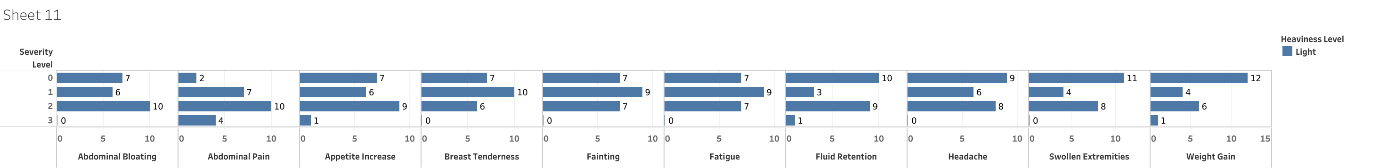 Sheet 11
Heaviness Level
Light
Severity
Level
0 7 2 7 7 7 7 10 9 11 12
1 6 7 6 10 9 9 3 6 4 4
2 10 10 9 6 7 7 9 8 8 6
3 0 4 1 0 0 0 1 0 0 1
0 5 10 0 5 10 0 5 10 0 5 10 0 5 10 0 5 10 0 5 10 0 5 10 0 5 10 0 5 10 15
Abdominal Bloating Abdominal Pain Appetite Increase Breast Tenderness Fainting Fatigue Fluid Retention Headache Swollen Extremities Weight Gain